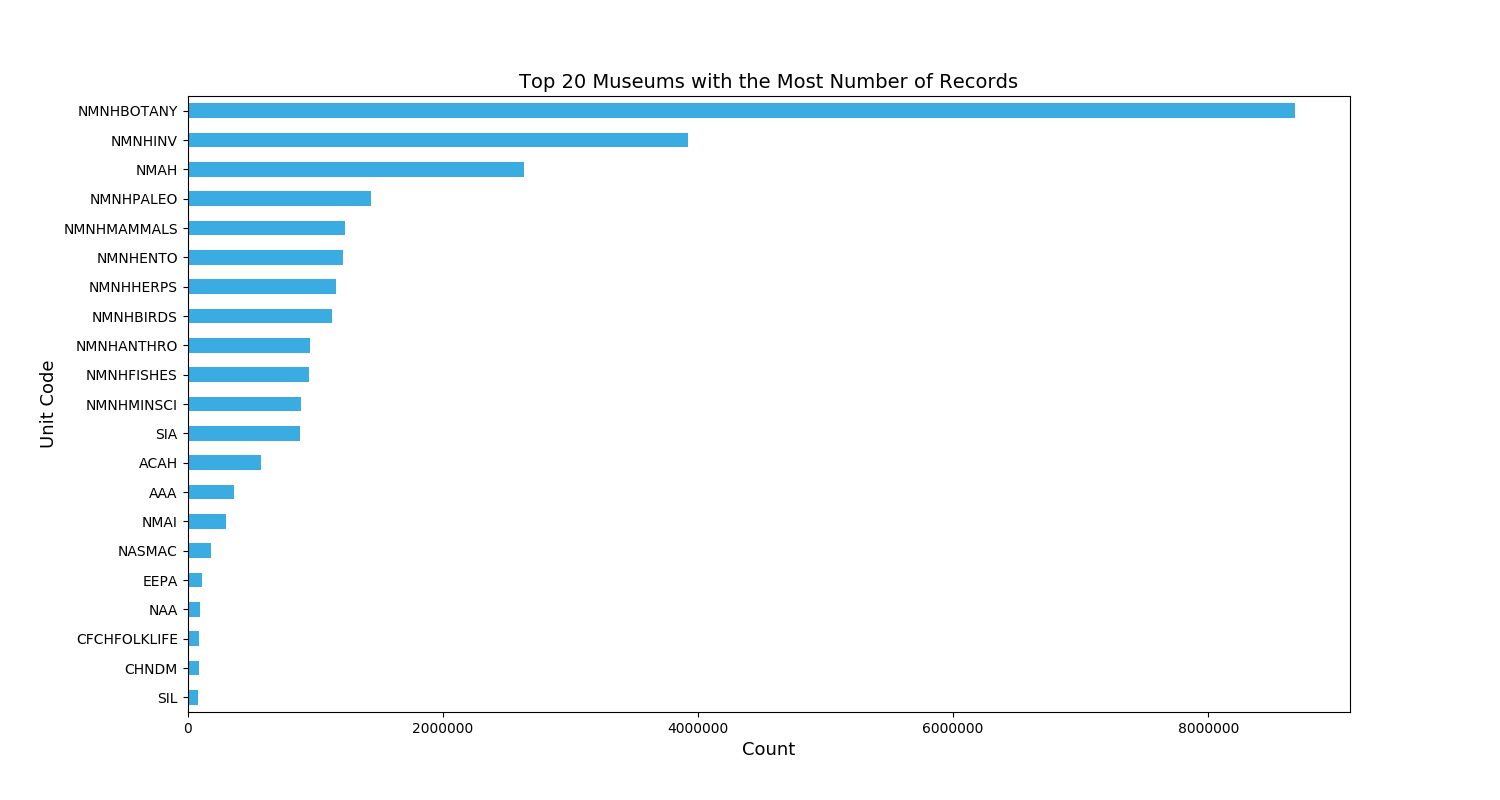 Top 20 Museums with the Most Number of Records
NMNHBOTANY
NMNHINV
NMAH
NMNHPALEO
NMNHMAMMALS
NMNHENTO
NMNHHERPS
NMNHBIRDS
NMNHANTHRO
NMNHFISHES
NMNHMINSCI
SIA
ACAH
AAA
NMAI
NASMAC
EEPA
NAA
CFCHFOLKLIFE
CHNDM
SIL
Unit Code
0 2000000 4000000 6000000 8000000
Count